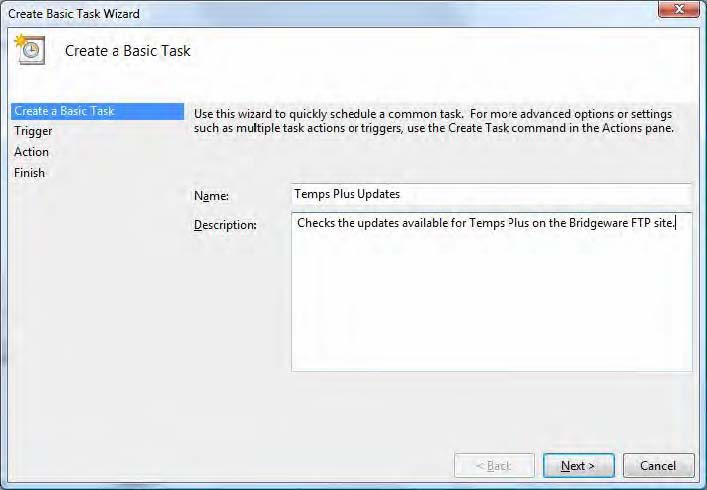 Create Basic Task Wizard
Create a Basic Task
Create a Basic Task
Trigger
Action
Finish
Use this wizard to quickly schedule a common task. For more advanced options or settings
such as multiple task actions or triggers, use the Create Task command in the Actions pane.
Name:
Temps Plus Updates
Description:
Checks the updates available for Temps Plus on the Bridgeware FTP site.
< Back
Next >
Cancel